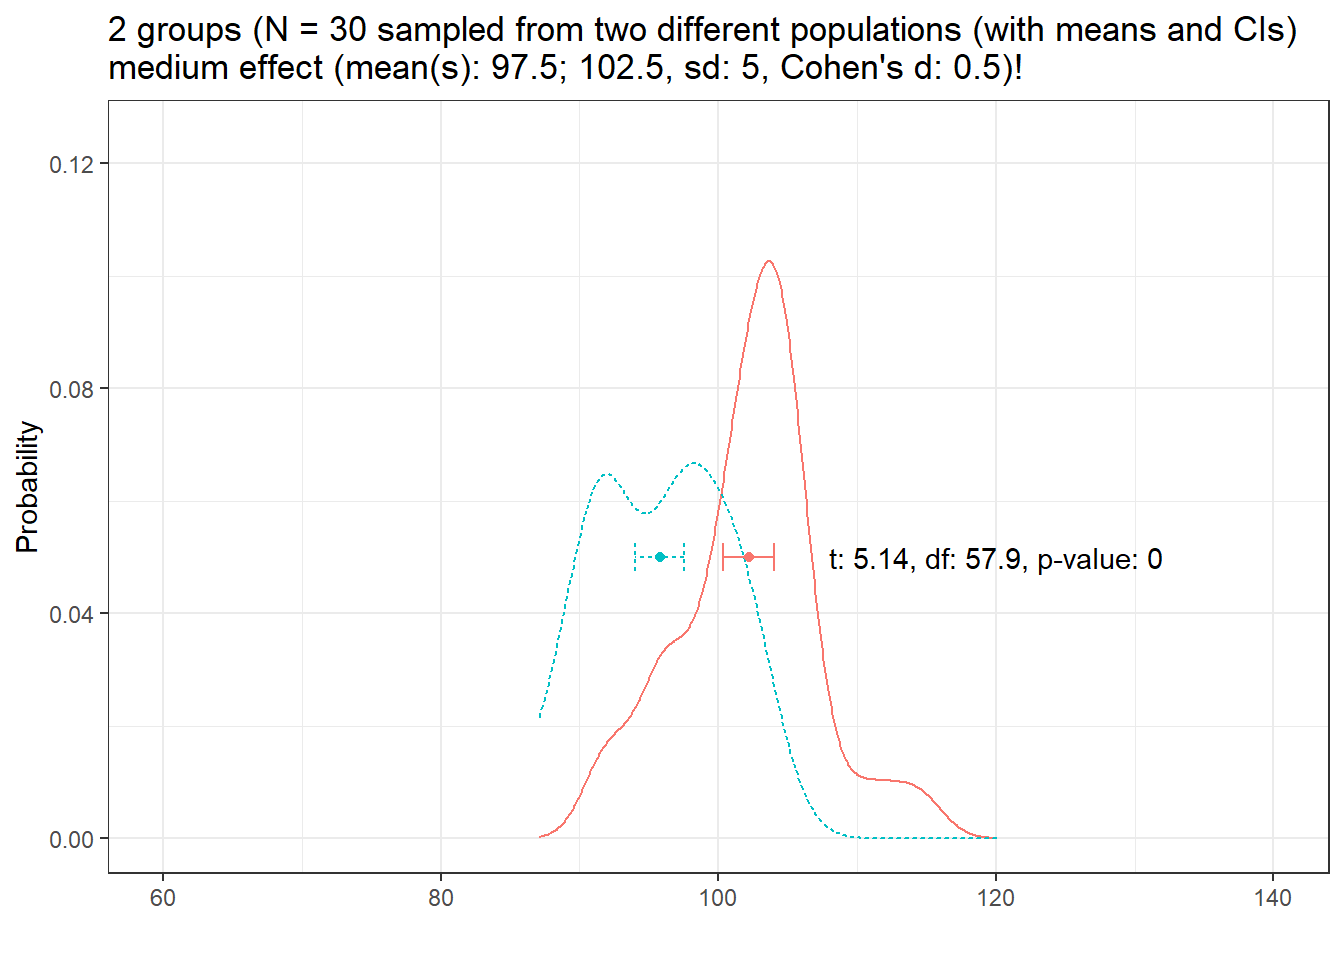 2 groups (N = 30 sampled from two different populations (with means and CIs)
medium effect (mean(s): 97.5; 102.5, sd: 5, Cohen's d: 0.5)!
0.12
0.08
0.04
0.00
Probability
t: 5.14, df: 57.9, p-value: 0
60 80 100 120 140